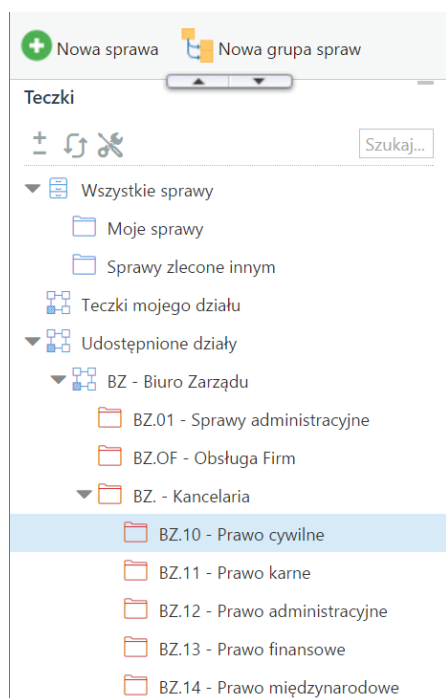 Nowa sprawa Nowa grupa spraw
Teczki
Szukaj...
Wszystkie sprawy
Moje sprawy
Sprawy zlecone innym
Teczki mojego działu
Udostępnione działy
BZ - Biuro Zarządu
BZ.01 - Sprawy administracyjne
BZ.OF - Obsługa Firm
BZ. - Kancelaria
BZ.10 - Prawo cywilne
BZ.11 - Prawo karne
BZ.12 - Prawo administracyjne
BZ.13 - Prawo finansowe
BZ.14 - Prawo międzynarodowe